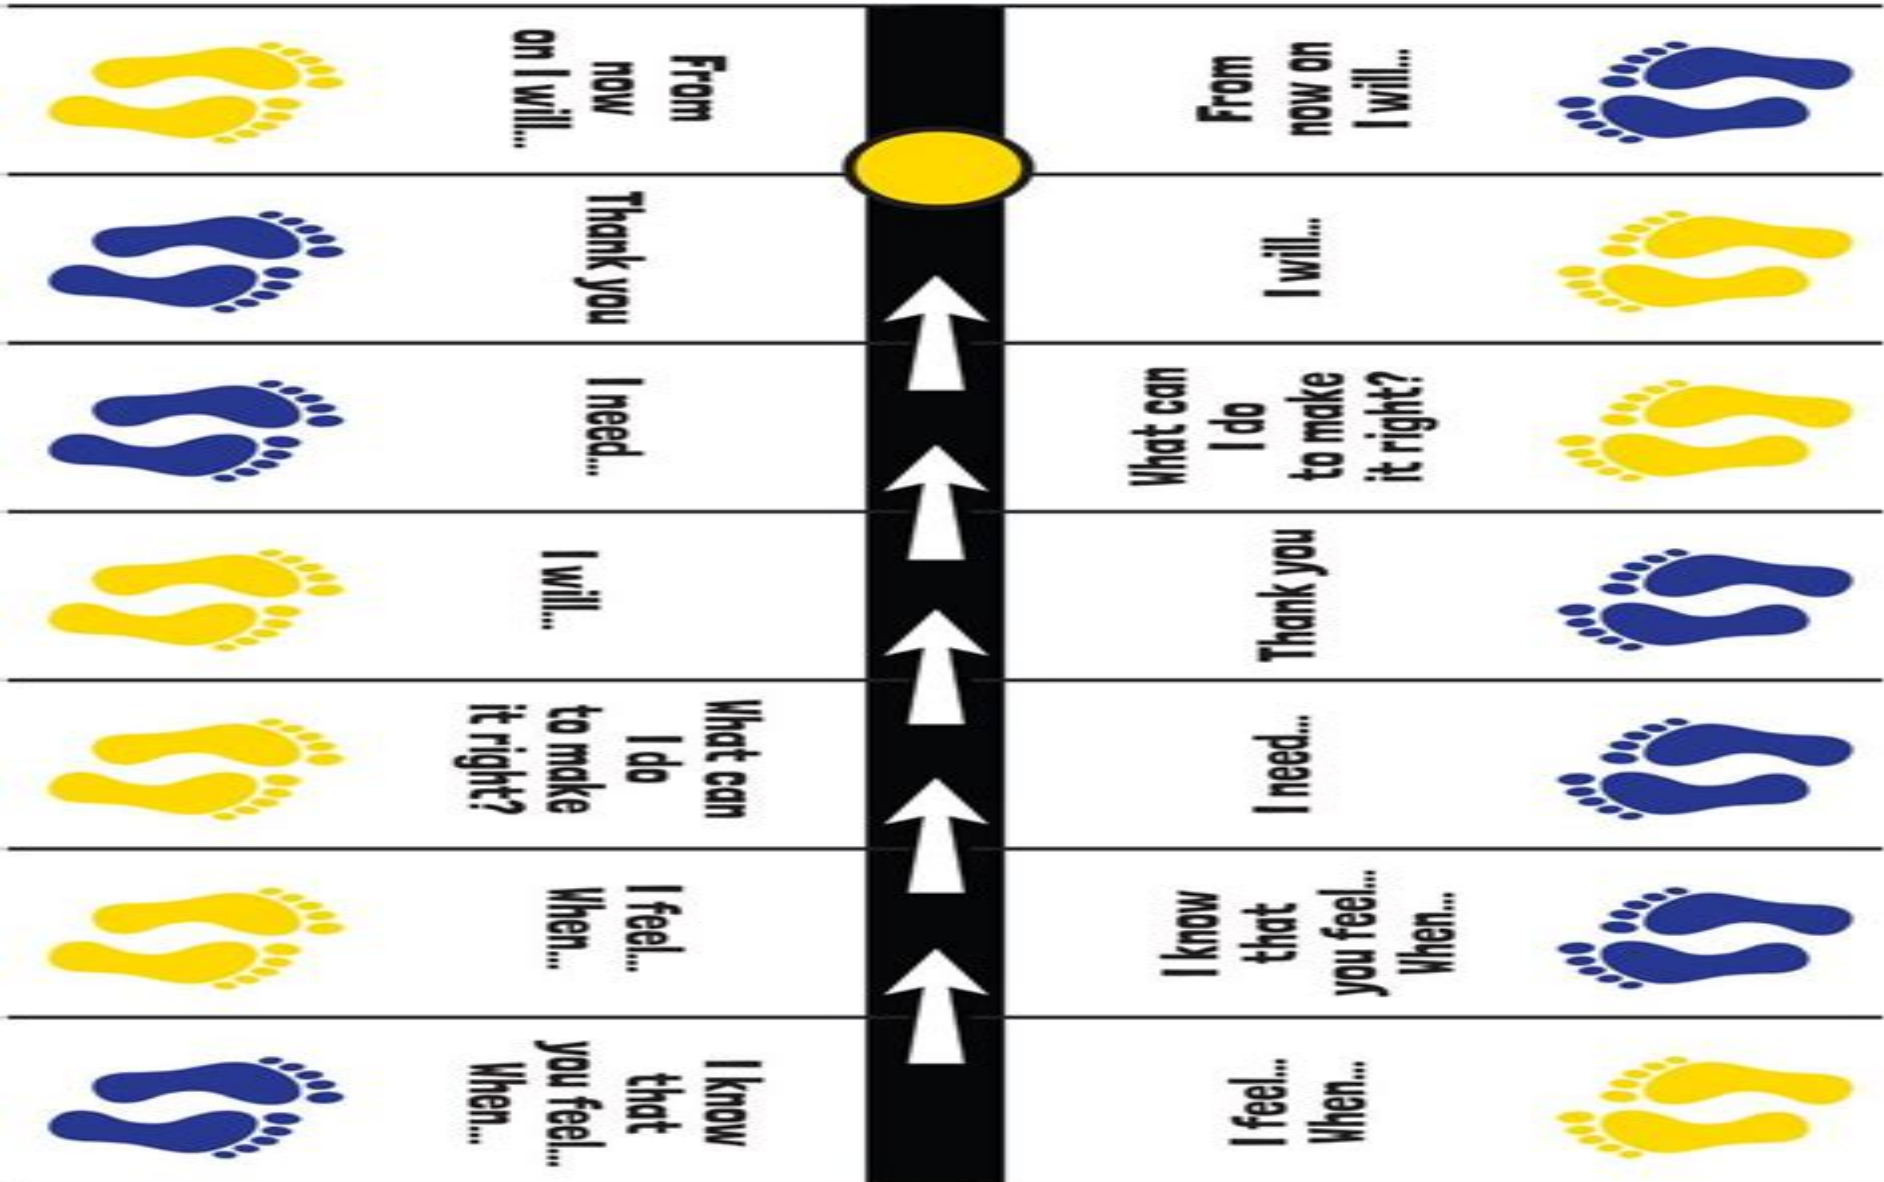 From
now
on I will...
From
now on
I will...
Thank you
I will...
I need...
What can
I do
to make
it right?
I will...
Thank you
What can
I do
to make
it right?
I need...
I feel...
When...
I know
that
you feel...
When...
I know
that
you feel...
When...
I feel...
When...